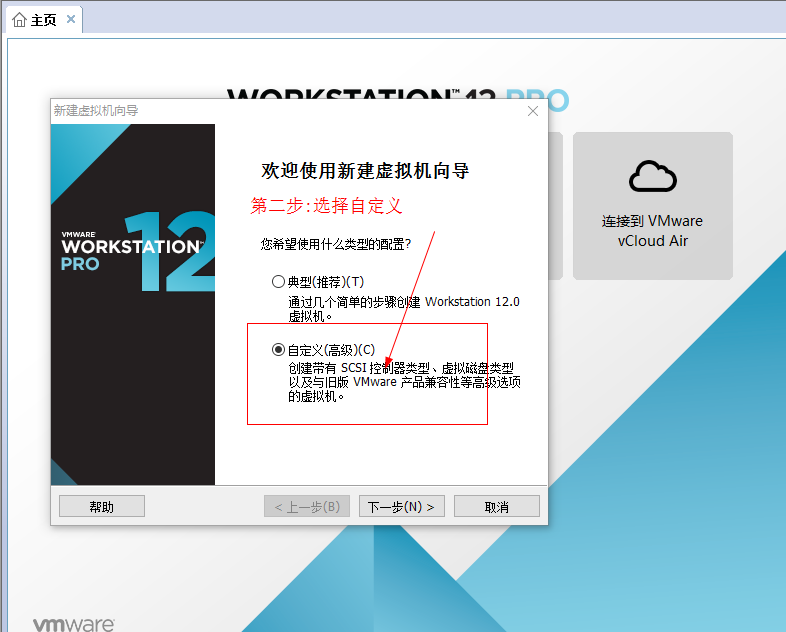 主页
WORKSTATION™ 12 PRO
新建虚拟机向导
欢迎使用新建虚拟机向导
第二步:选择自定义
VMWARE
WORKSTATION™
PRO
12
您希望使用什么类型的配置?
典型(推荐)(T)
通过几个简单的步骤创建 Workstation 12.0
虚拟机。
自定义(高级)(C)
创建带有 SCSI 控制器类型、虚拟磁盘类型
以及与旧版 VMware 产品兼容性等高级选项
的虚拟机。
连接到 VMware
vCloud Air
帮助
< 上一步(B)
下一步(N) >
取消
vmware